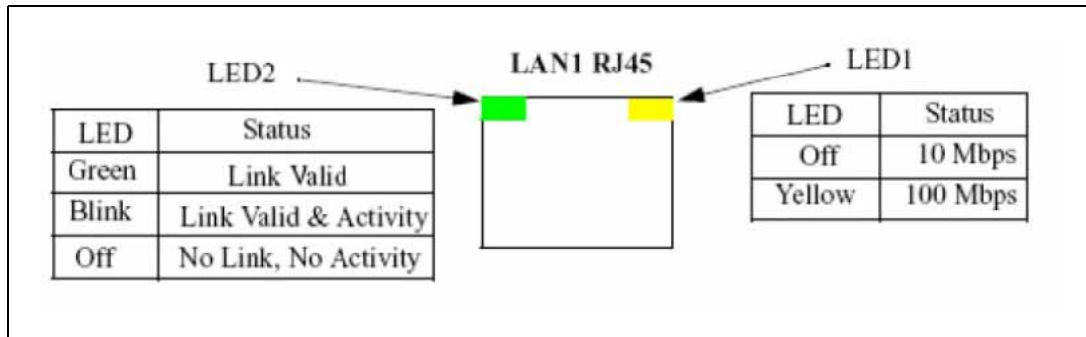 LAN1 RJ45
LED2
LED1
LED Status
Green Link Valid
Blink Link Valid & Activity
Off No Link, No Activity
LED Status
Off 10 Mbps
Yellow 100 Mbps